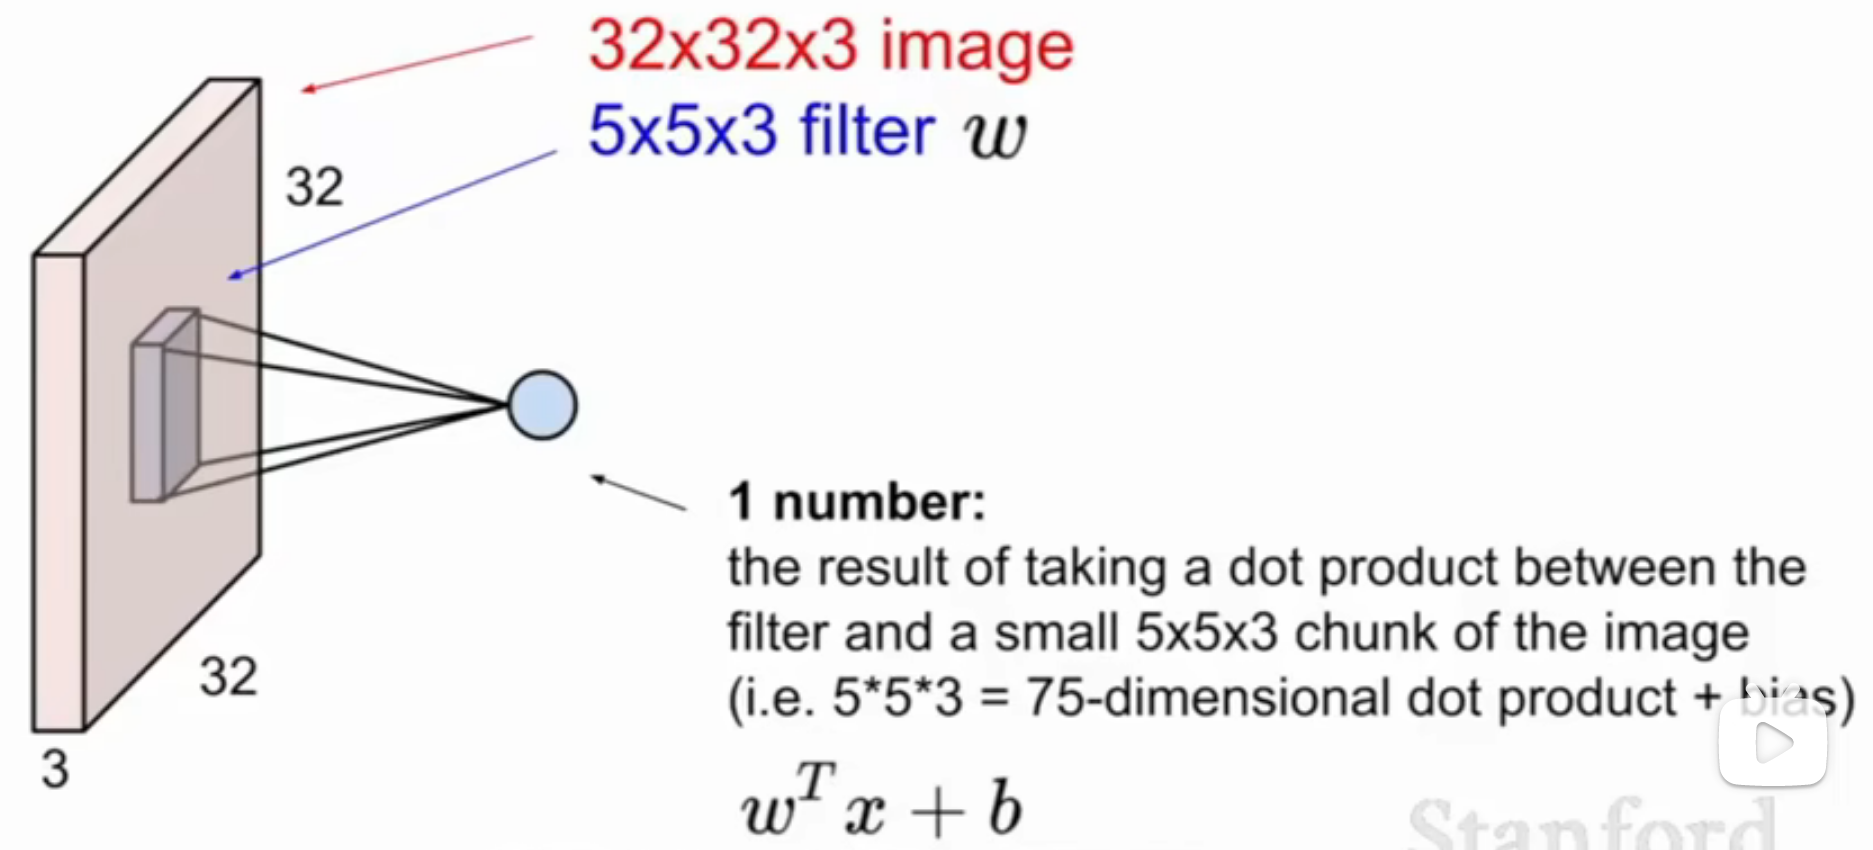 32x32x3 image
5x5x3 filter w
32
32
3
1 number:
the result of taking a dot product between the
filter and a small 5x5x3 chunk of the image
(i.e. 5*5*3 = 75-dimensional dot product + bias)
w^T x + b
Stanford